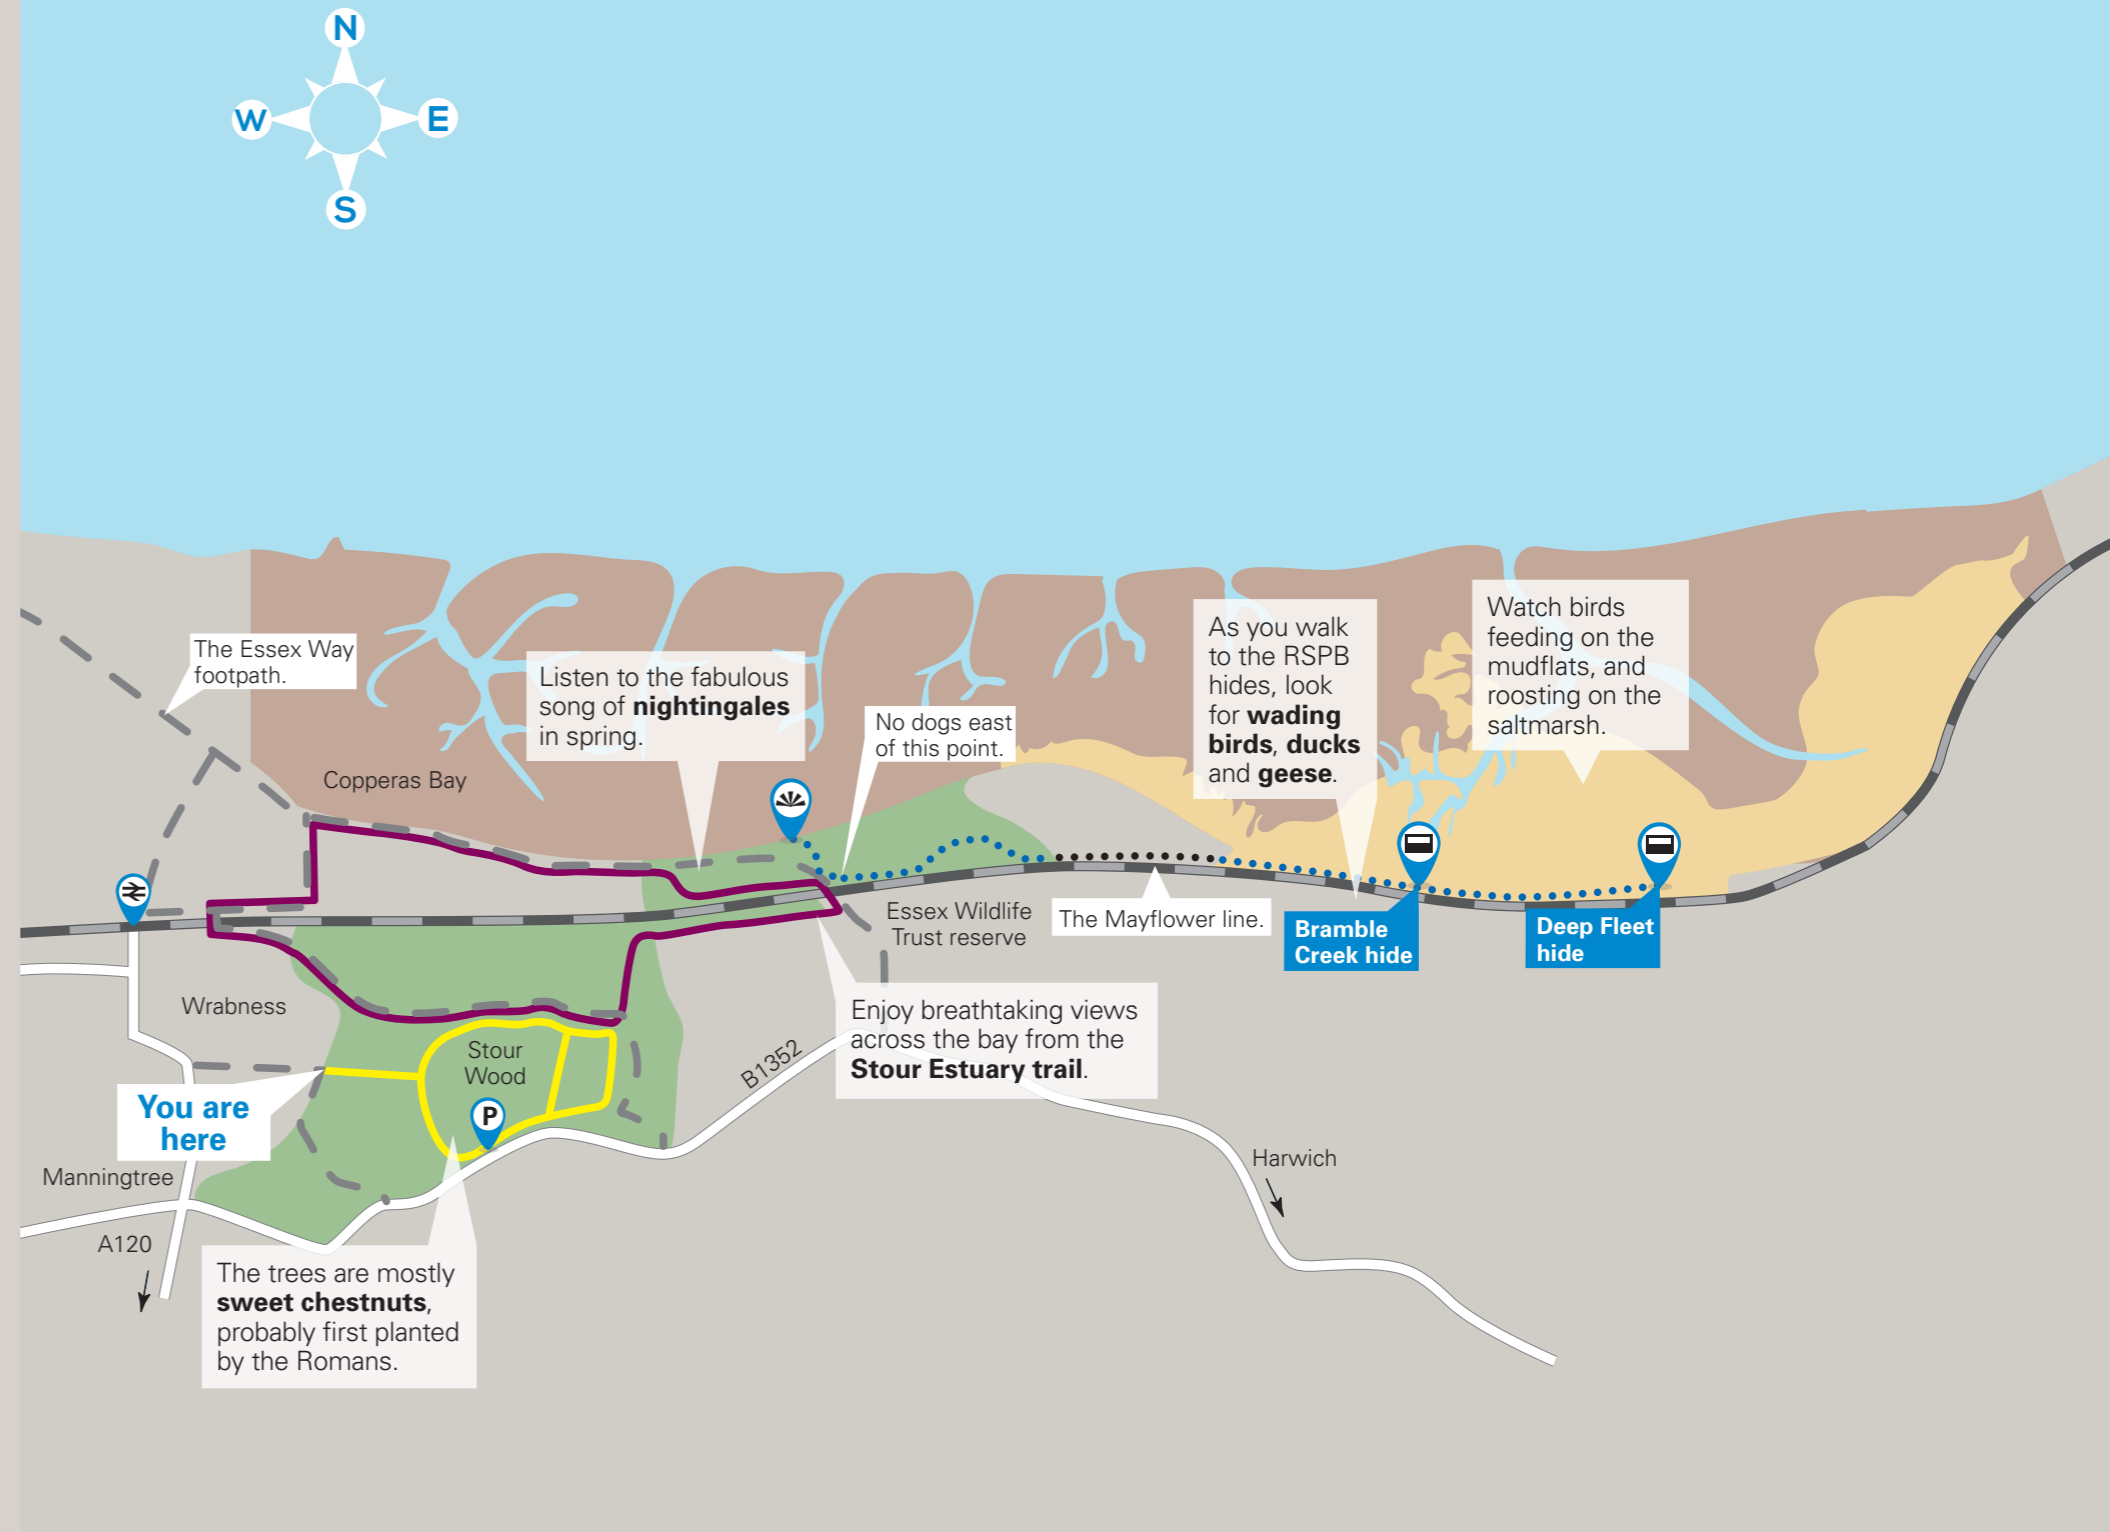 N
W
E
S
The Essex Way
footpath.
Listen to the fabulous
song of nightingales
in spring.
No dogs east
of this point.
As you walk
to the RSPB
hides, look
for wading
birds, ducks
and geese.
Watch birds
feeding on the
mudflats, and
roosting on the
saltmarsh.
Copperas Bay
Essex Wildlife
Trust reserve
The Mayflower line.
Bramble
Creek hide
Deep Fleet
hide
Wrabness
Stour
Wood
P
Enjoy breathtaking views
across the bay from the
Stour Estuary trail.
B1352
You are
here
Manningtree
A120
Harwich
The trees are mostly
sweet chestnuts,
probably first planted
by the Romans.